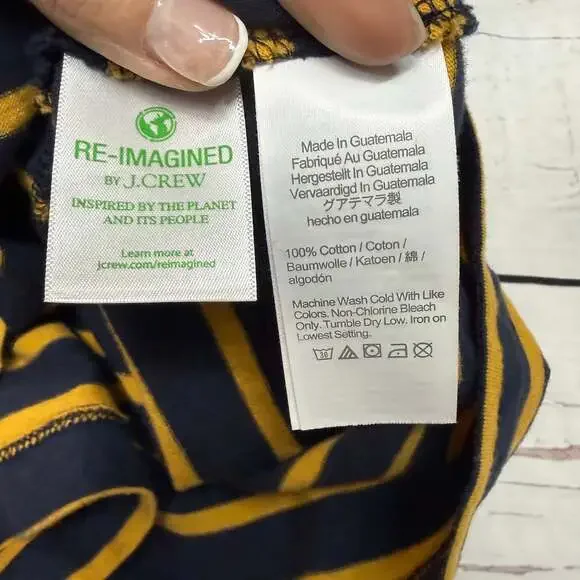 RE-IMAGINED
BY J.CREW
INSPIRED BY THE PLANET
AND ITS PEOPLE
Learn more at
jcrew.com/reimagined
Made In Guatemala
Fabriqué Au Guatemala
Hergestellt In Guatemala
Vervaardigd In Guatemala
グアテマラ製
hecho en guatemala
100% Cotton / Coton /
Baumwolle / Katoen / 綿 /
algodón
Machine Wash Cold With Like
Colors. Non-Chlorine Bleach
Only. Tumble Dry Low. Iron on
Lowest Setting.
30